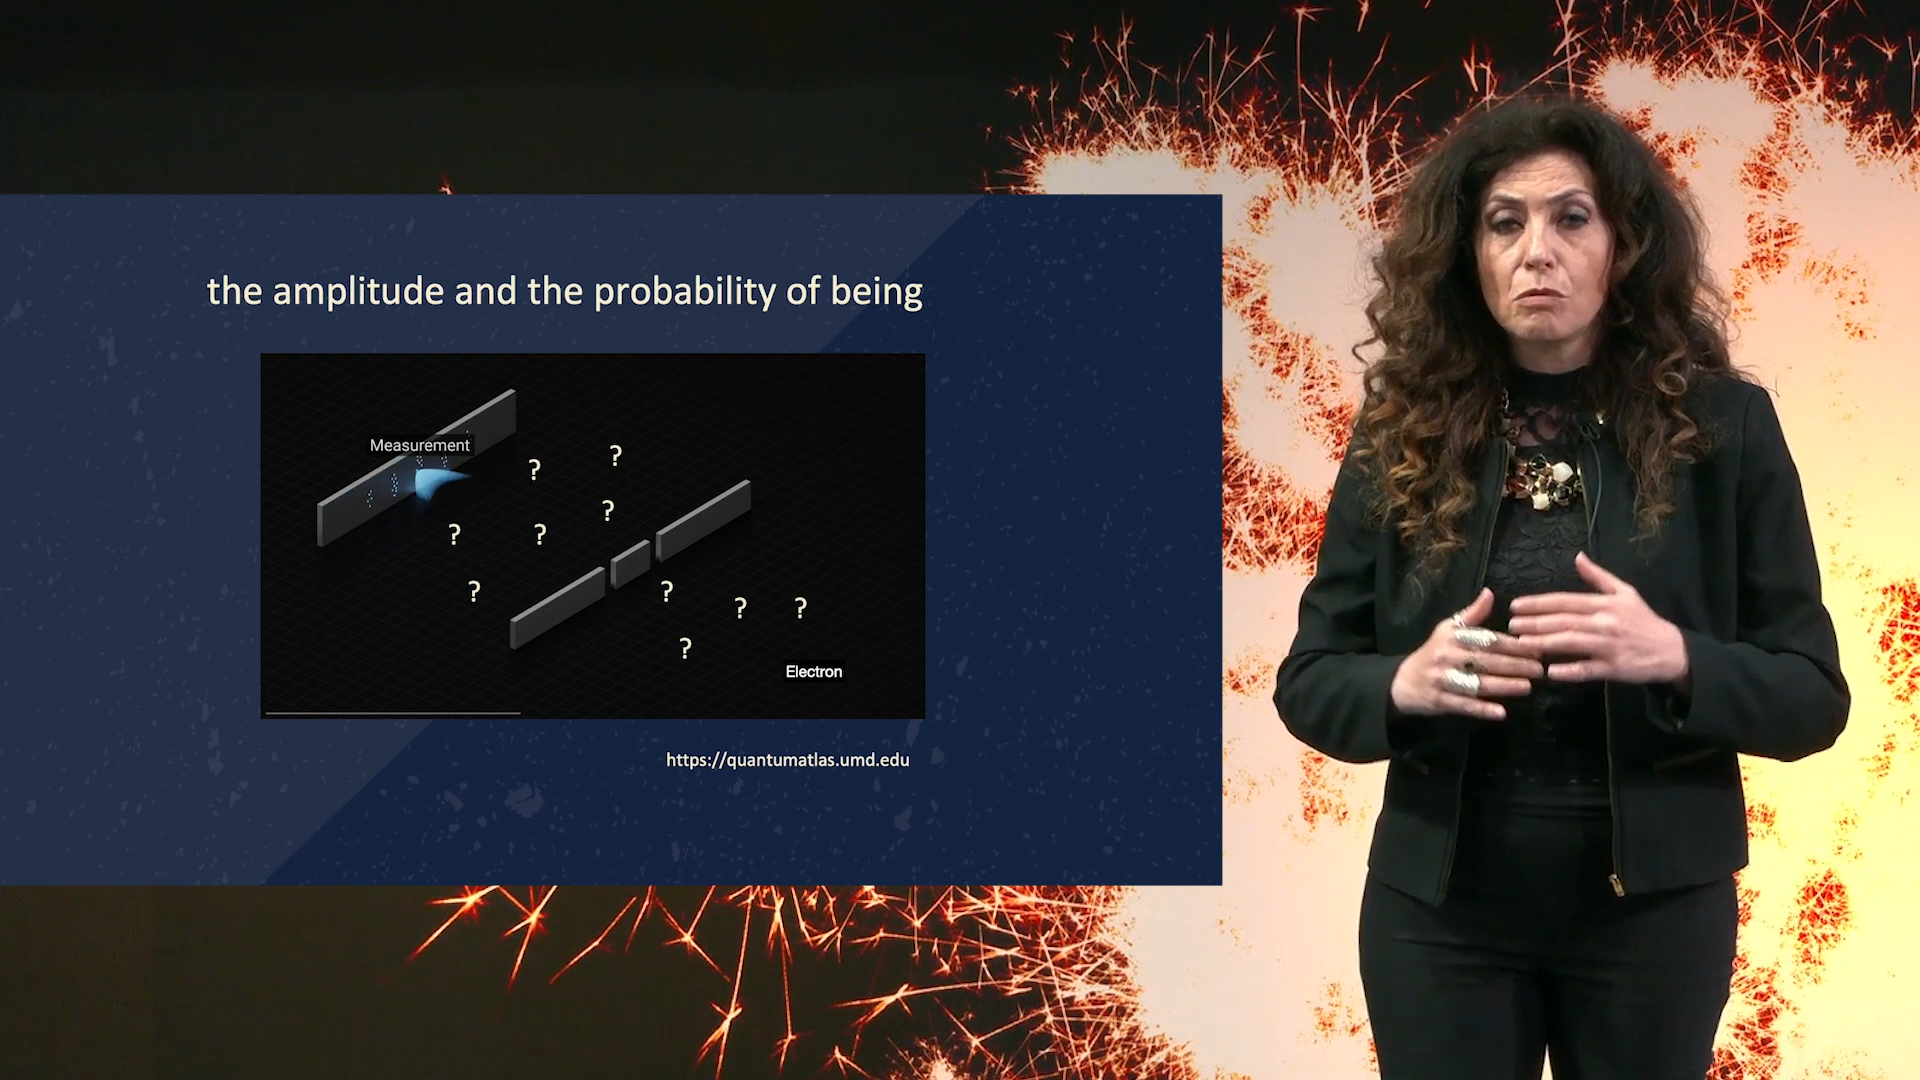 the amplitude and the probability of being
Measurement
? ?
? ? ?
? ? ? ?
?
Electron
https://quantumatlas.umd.edu